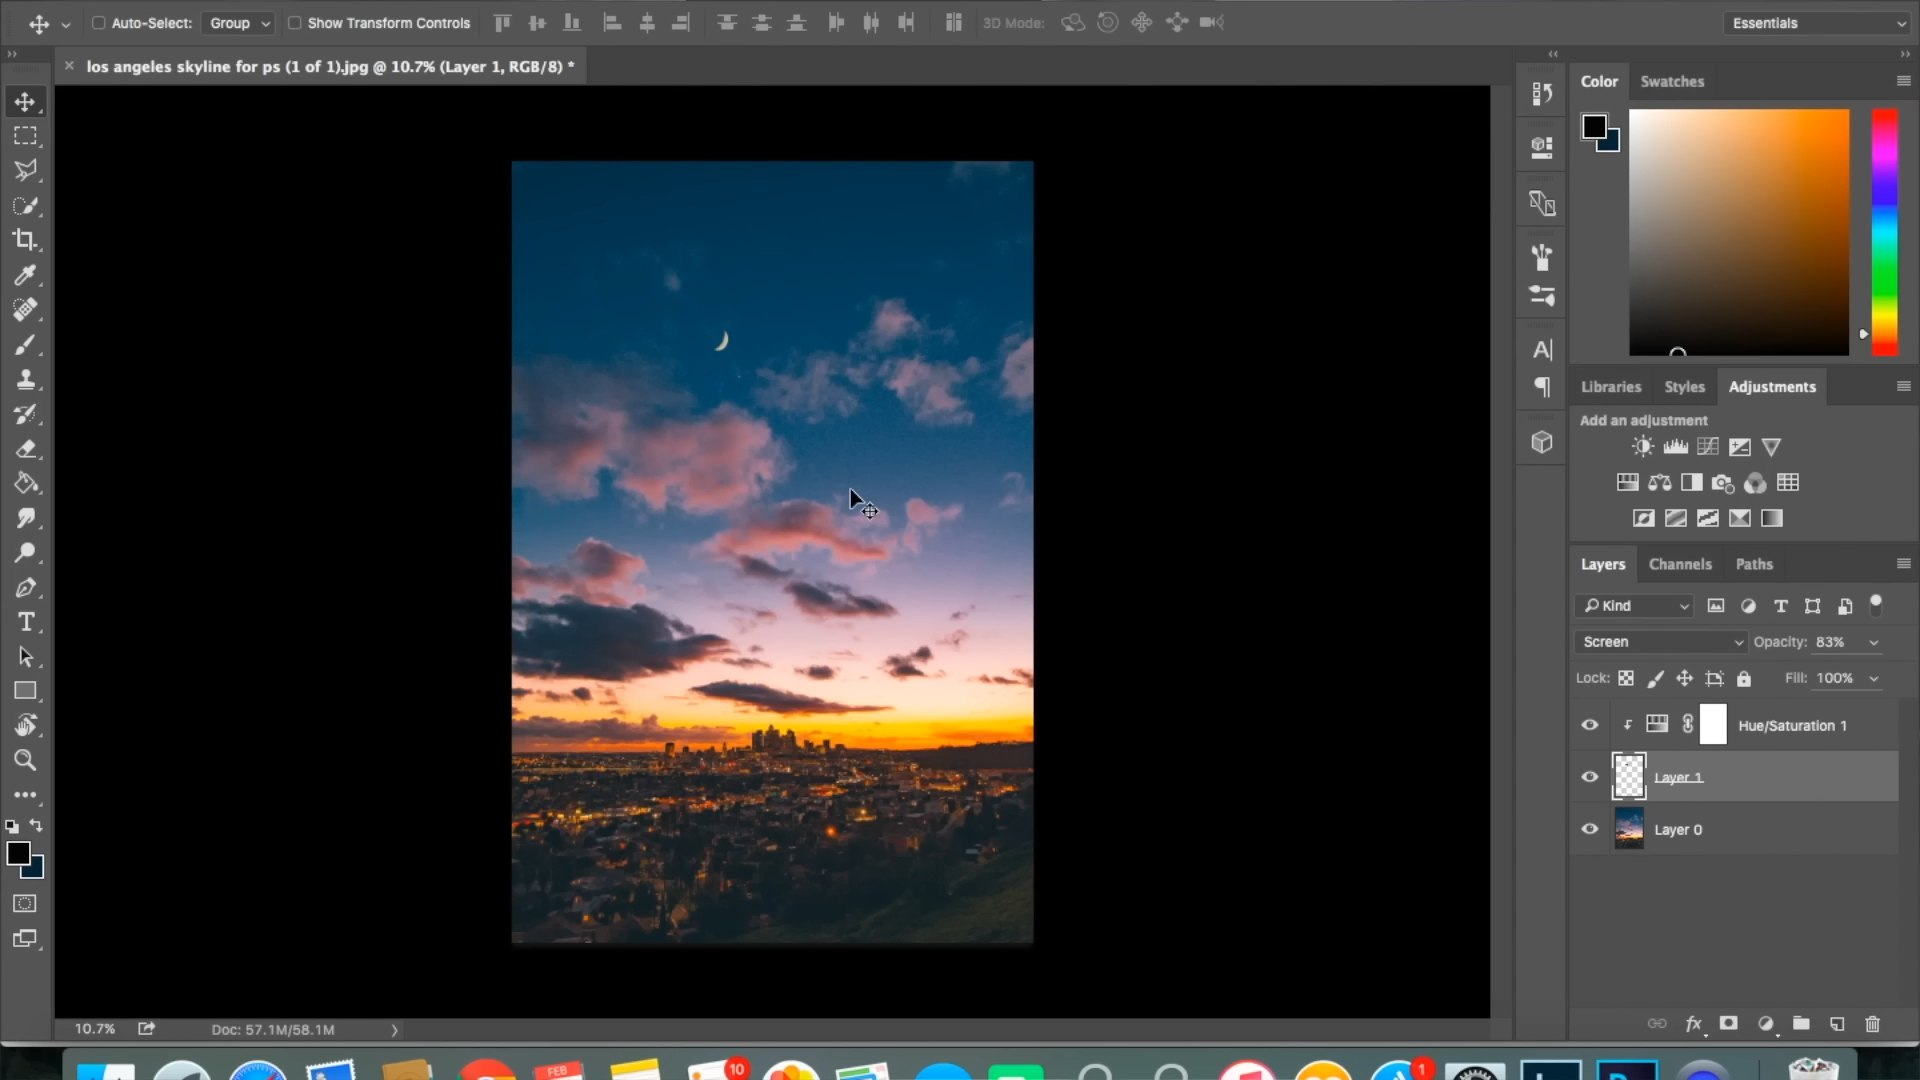 Auto-Select: Group Show Transform Controls 3D Mode: Essentials
× los angeles skyline for ps (1 of 1).jpg @ 10.7% (Layer 1, RGB/8) *
Color Swatches
Libraries Styles Adjustments
Add an adjustment
Layers Channels Paths
Kind
Screen Opacity: 83%
Lock: Fill: 100%
Hue/Saturation 1
Layer 1
Layer 0
10.7% Doc: 57.1M/58.1M
FEB 10 1